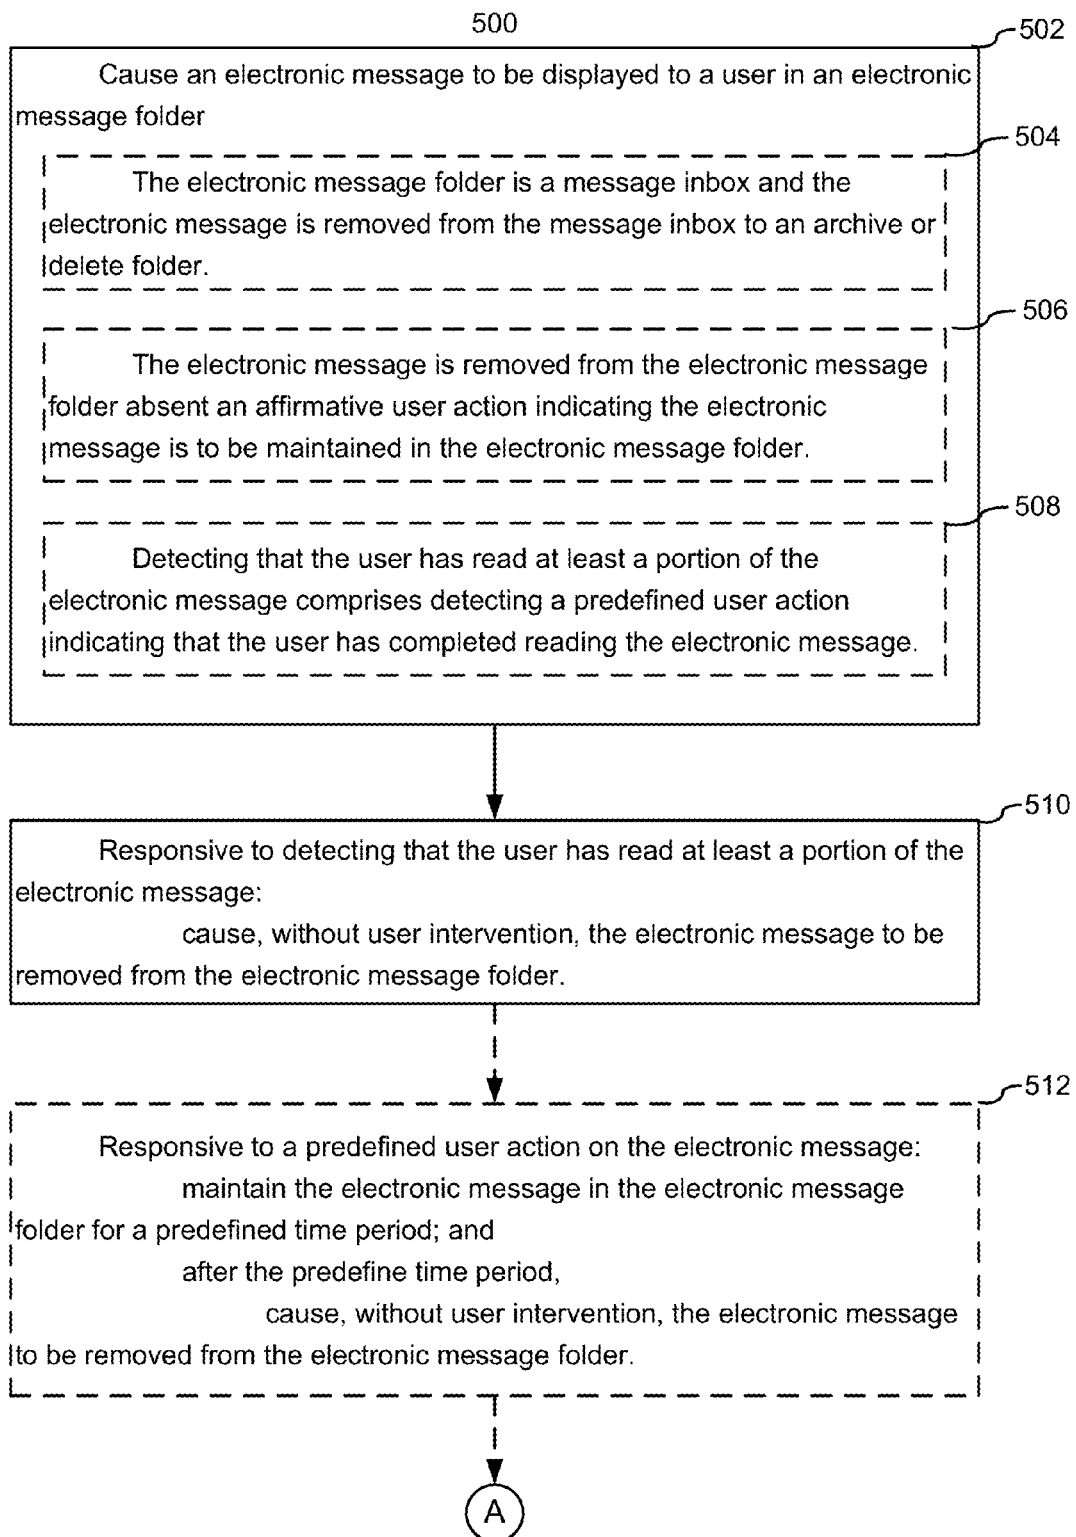 500
502
Cause an electronic message to be displayed to a user in an electronic
message folder
504
The electronic message folder is a message inbox and the
electronic message is removed from the message inbox to an archive or
delete folder.
506
The electronic message is removed from the electronic message
folder absent an affirmative user action indicating the electronic
message is to be maintained in the electronic message folder.
508
Detecting that the user has read at least a portion of the
electronic message comprises detecting a predefined user action
indicating that the user has completed reading the electronic message.
510
Responsive to detecting that the user has read at least a portion of the
electronic message:
cause, without user intervention, the electronic message to be
removed from the electronic message folder.
512
Responsive to a predefined user action on the electronic message:
maintain the electronic message in the electronic message
folder for a predefined time period; and
after the predefine time period,
cause, without user intervention, the electronic message
to be removed from the electronic message folder.
A